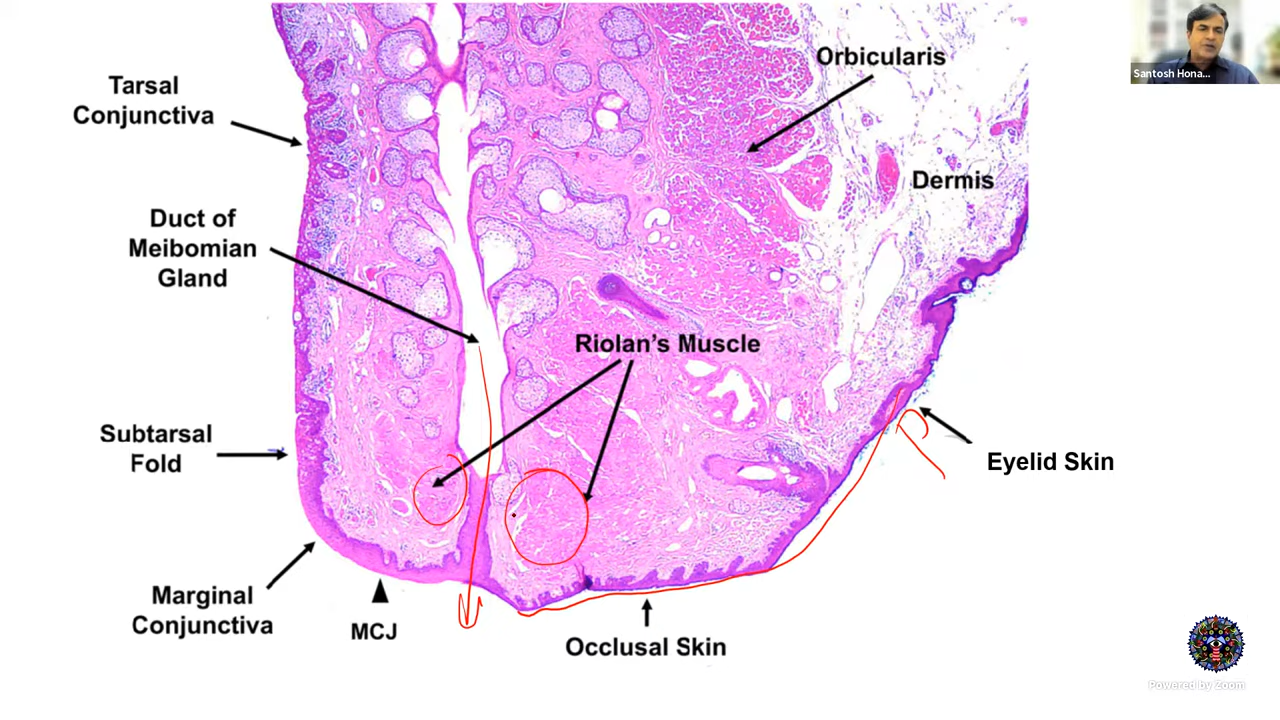 Santosh Hona...
Orbicularis
Tarsal
Conjunctiva
Dermis
Duct of
Meibomian
Gland
Riolan's Muscle
Subtarsal
Fold
Eyelid Skin
Marginal
Conjunctiva
MCJ
Occlusal Skin
Powered by Zoom